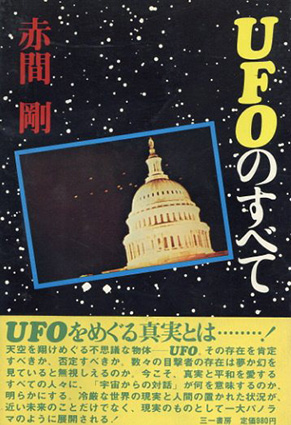 UFOのすべて
赤間 剛
UFOをめぐる真実とは………!
天空を翔けめぐる不思議な物体——UFO, その存在を肯定
すべきか、否定すべきか。数々の目撃者の存在は夢か幻を
見ていると無視しえるのか。今こそ、真実と平和を愛する
すべての人々に、「宇宙からの対話」が何を意味するのか、
明らかにする。冷厳な世界の現実と人間の置かれた状況が、
近い未来のことだけでなく、現実のものとして一大パノラ
マのように展開される!
三一書房 定価980円